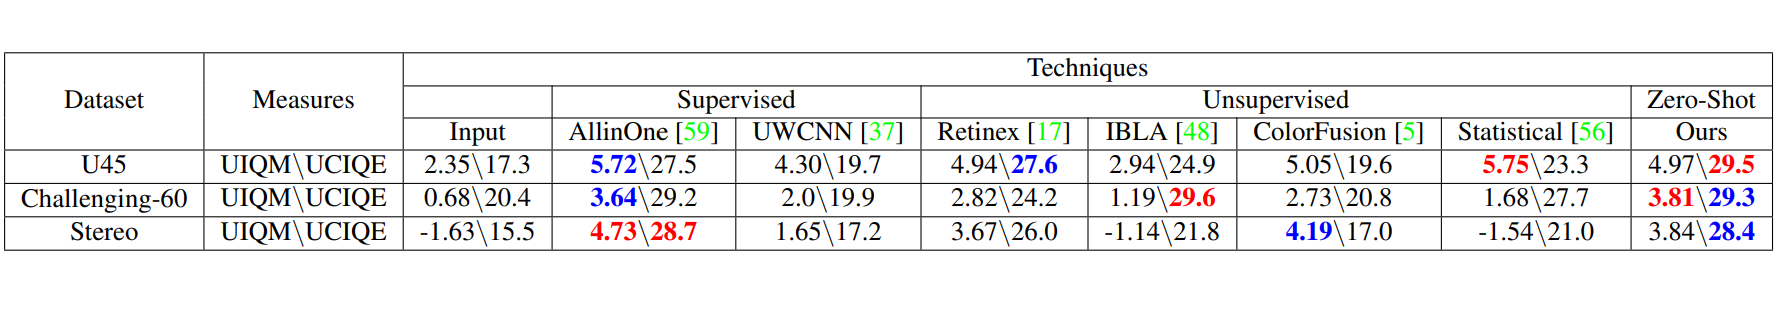 Techniques
Dataset Measures Supervised Unsupervised Zero-Shot
Input AllinOne [59] UWCNN [37] Retinex [17] IBLA [48] ColorFusion [5] Statistical [56] Ours
U45 UIQM\UCIQE 2.35\17.3 5.72\27.5 4.30\19.7 4.94\27.6 2.94\24.9 5.05\19.6 5.75\23.3 4.97\29.5
Challenging-60 UIQM\UCIQE 0.68\20.4 3.64\29.2 2.0\19.9 2.82\24.2 1.19\29.6 2.73\20.8 1.68\27.7 3.81\29.3
Stereo UIQM\UCIQE -1.63\15.5 4.73\28.7 1.65\17.2 3.67\26.0 -1.14\21.8 4.19\17.0 -1.54\21.0 3.84\28.4